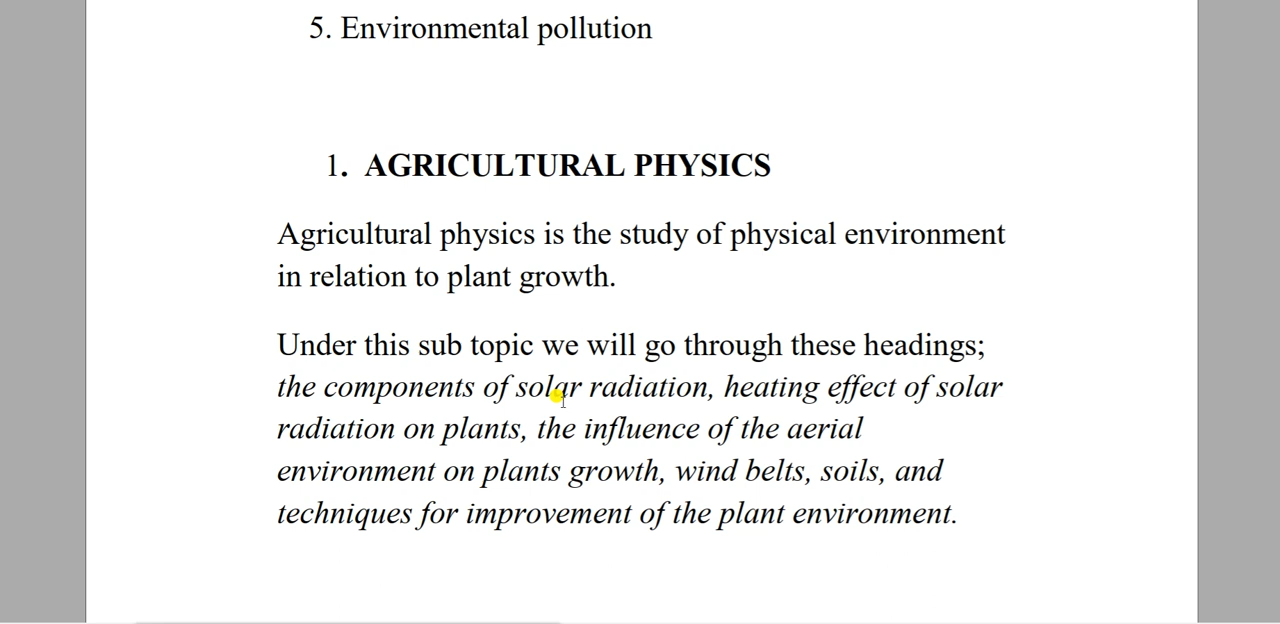 5. Environmental pollution
1. AGRICULTURAL PHYSICS
Agricultural physics is the study of physical environment
in relation to plant growth.
Under this sub topic we will go through these headings;
the components of solar radiation, heating effect of solar
radiation on plants, the influence of the aerial
environment on plants growth, wind belts, soils, and
techniques for improvement of the plant environment.